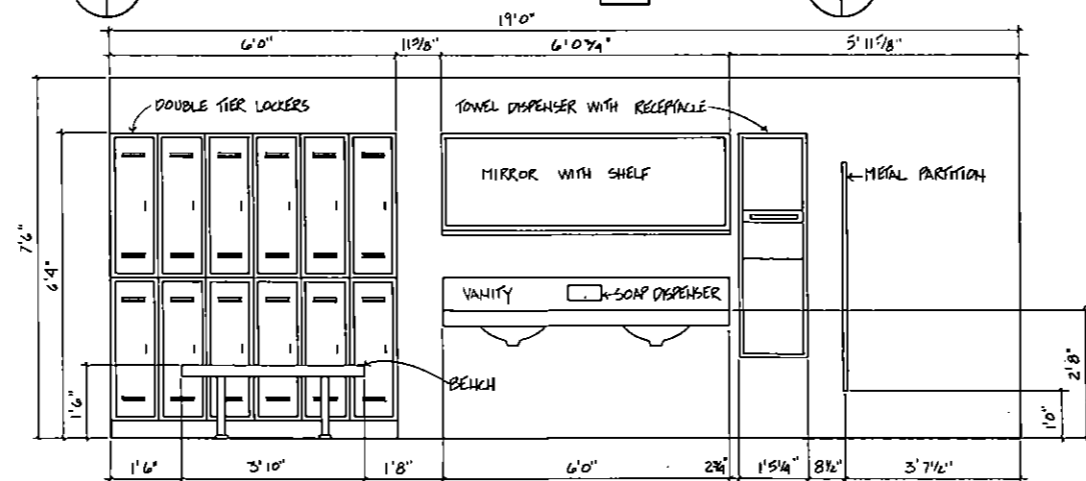 19'0"
6'0" 11 5/8" 6'0 3/4" 5'11 5/8"
DOUBLE TIER LOCKERS
TOWEL DISPENSER WITH RECEPTACLE
MIRROR WITH SHELF
METAL PARTITION
7'6"
6'4"
VANITY
SOAP DISPENSER
BENCH
1'6"
2'8"
1'0"
1'6" 3'10" 1'8" 6'0" 2 3/4" 1'5 1/4" 8 1/2" 3'7 1/2"